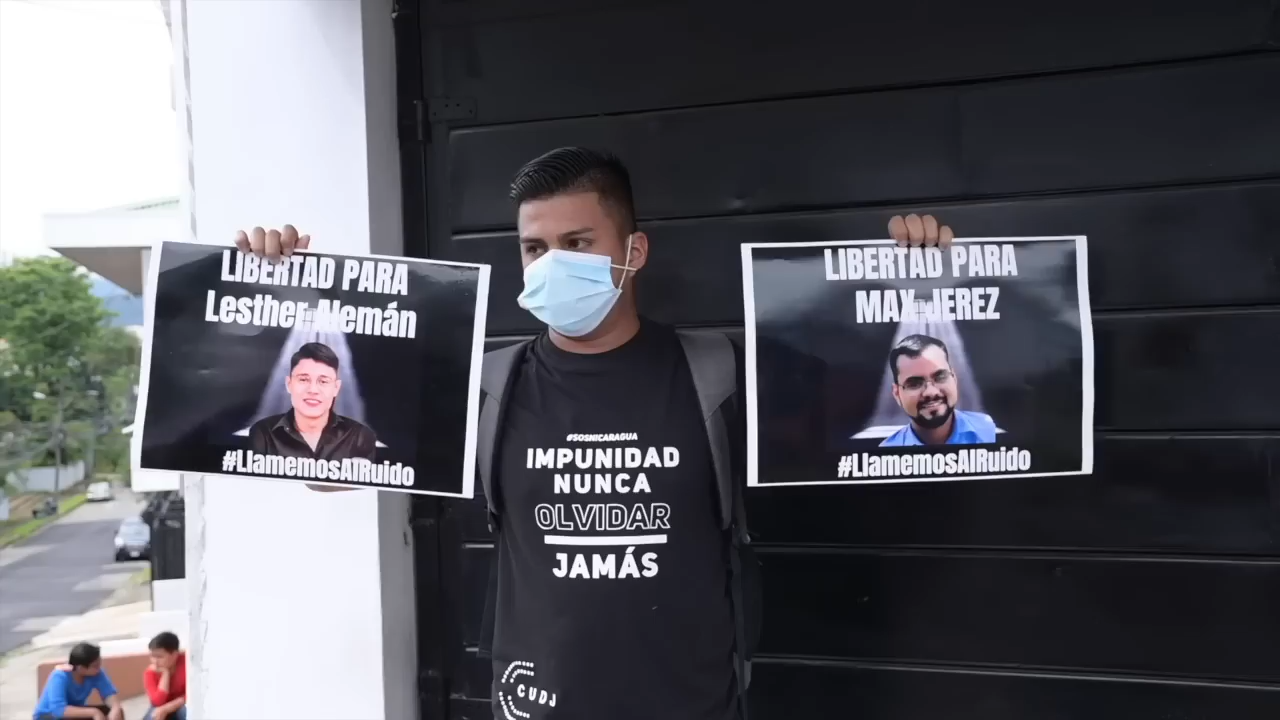 LIBERTAD PARA
Lesther Alemán
#LlamemosAlRuido
#SOSNICARAGUA
IMPUNIDAD
NUNCA
OLVIDAR
JAMÁS
CUDJ
LIBERTAD PARA
MAX JEREZ
#LlamemosAlRuido